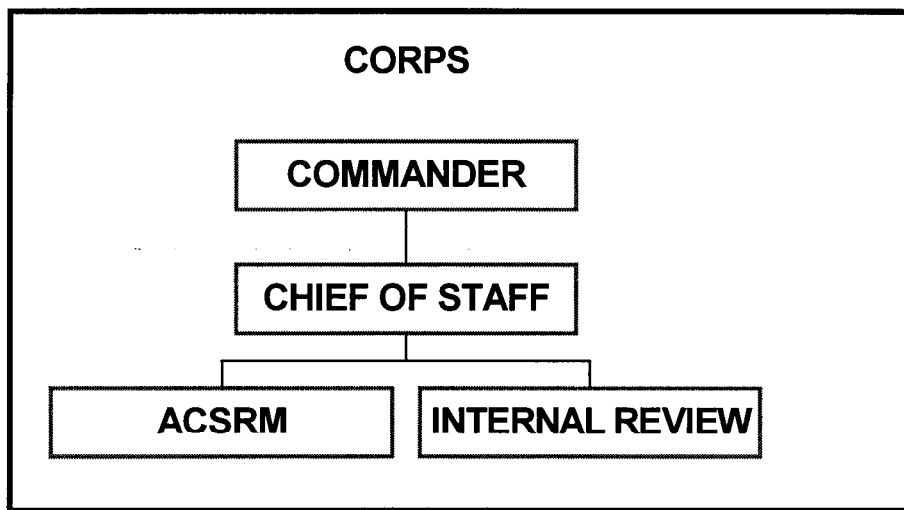 CORPS
COMMANDER
CHIEF OF STAFF
ACSRM
INTERNAL REVIEW